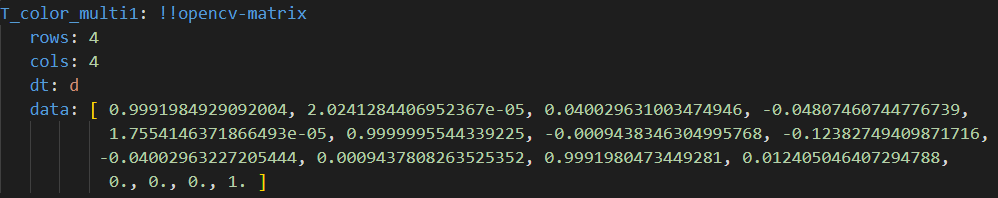 T_color_multi1: !!opencv-matrix
rows: 4
cols: 4
dt: d
data: [ 0.9991984929092004, 2.0241284406952367e-05, 0.040029631003474946, -0.04807460744776739,
1.7554146371866493e-05, 0.9999995544339225, -0.0009438346304995768, -0.12382749409871716,
-0.04002963227205444, 0.0009437808263525352, 0.9991980473449281, 0.012405046407294788,
0., 0., 0., 1. ]